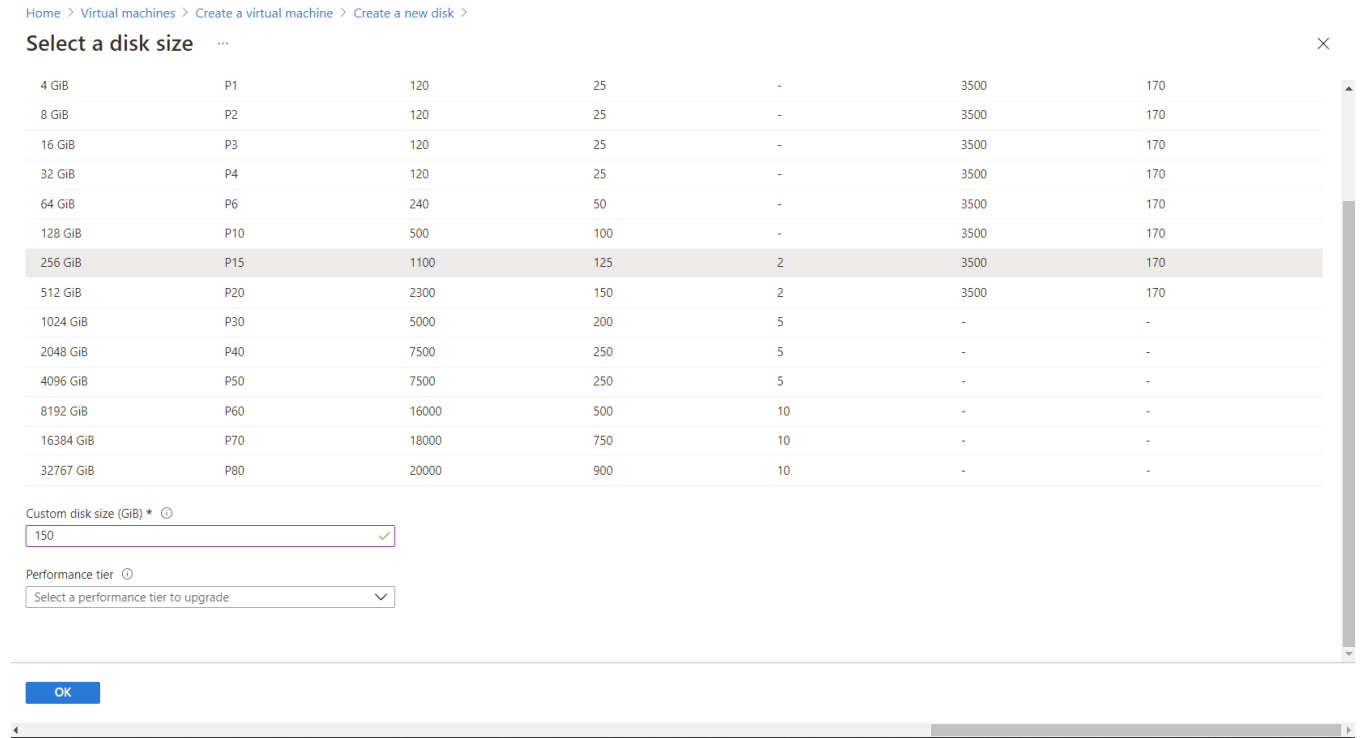 Home > Virtual machines > Create a virtual machine > Create a new disk >
Select a disk size ...
4 GiB P1 120 25 - 3500 170
8 GiB P2 120 25 - 3500 170
16 GiB P3 120 25 - 3500 170
32 GiB P4 120 25 - 3500 170
64 GiB P6 240 50 - 3500 170
128 GiB P10 500 100 - 3500 170
256 GiB P15 1100 125 2 3500 170
512 GiB P20 2300 150 2 3500 170
1024 GiB P30 5000 200 5 - -
2048 GiB P40 7500 250 5 - -
4096 GiB P50 7500 250 5 - -
8192 GiB P60 16000 500 10 - -
16384 GiB P70 18000 750 10 - -
32767 GiB P80 20000 900 10 - -
Custom disk size (GiB) *
150
Performance tier
Select a performance tier to upgrade
OK